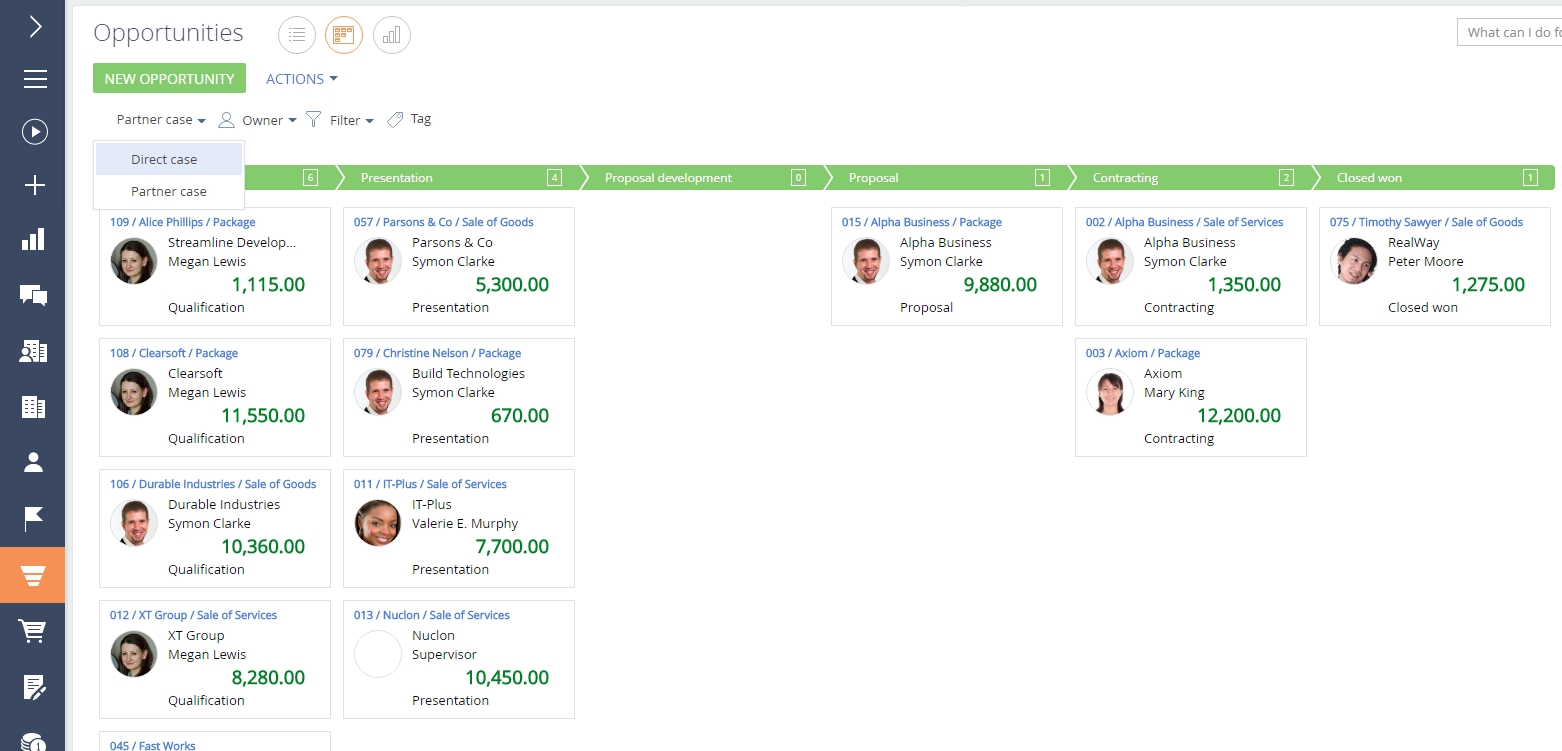 Opportunities
What can I do fo
NEW OPPORTUNITY
ACTIONS
Partner case
Owner
Filter
Tag
Direct case
Partner case
6
Presentation 4
Proposal development 0
Proposal 1
Contracting 2
Closed won 1
109 / Alice Phillips / Package
Streamline Develop...
Megan Lewis
1,115.00
Qualification
108 / Clearsoft / Package
Clearsoft
Megan Lewis
11,550.00
Qualification
106 / Durable Industries / Sale of Goods
Durable Industries
Symon Clarke
10,360.00
Qualification
012 / XT Group / Sale of Services
XT Group
Megan Lewis
8,280.00
Qualification
045 / Fast Works
057 / Parsons & Co / Sale of Goods
Parsons & Co
Symon Clarke
5,300.00
Presentation
079 / Christine Nelson / Package
Build Technologies
Symon Clarke
670.00
Presentation
011 / IT-Plus / Sale of Services
IT-Plus
Valerie E. Murphy
7,700.00
Presentation
013 / Nuclon / Sale of Services
Nuclon
Supervisor
10,450.00
Presentation
015 / Alpha Business / Package
Alpha Business
Symon Clarke
9,880.00
Proposal
002 / Alpha Business / Sale of Services
Alpha Business
Symon Clarke
1,350.00
Contracting
003 / Axiom / Package
Axiom
Mary King
12,200.00
Contracting
075 / Timothy Sawyer / Sale of Goods
RealWay
Peter Moore
1,275.00
Closed won
1